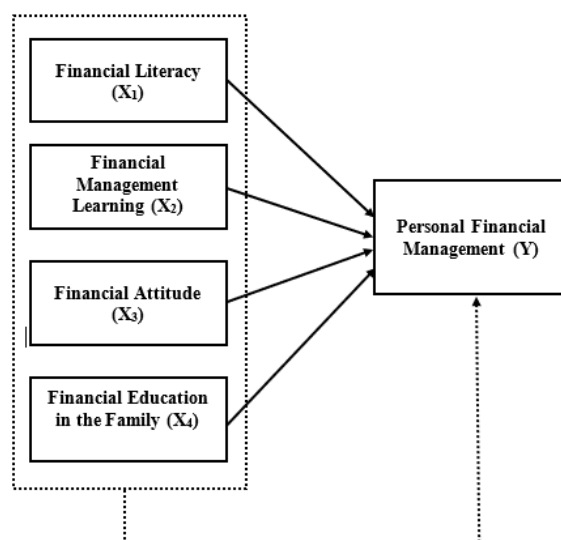 Financial Literacy
(X₁)
Financial
Management
Learning (X₂)
Financial Attitude
(X₃)
Financial Education
in the Family (X₄)
Personal Financial
Management (Y)